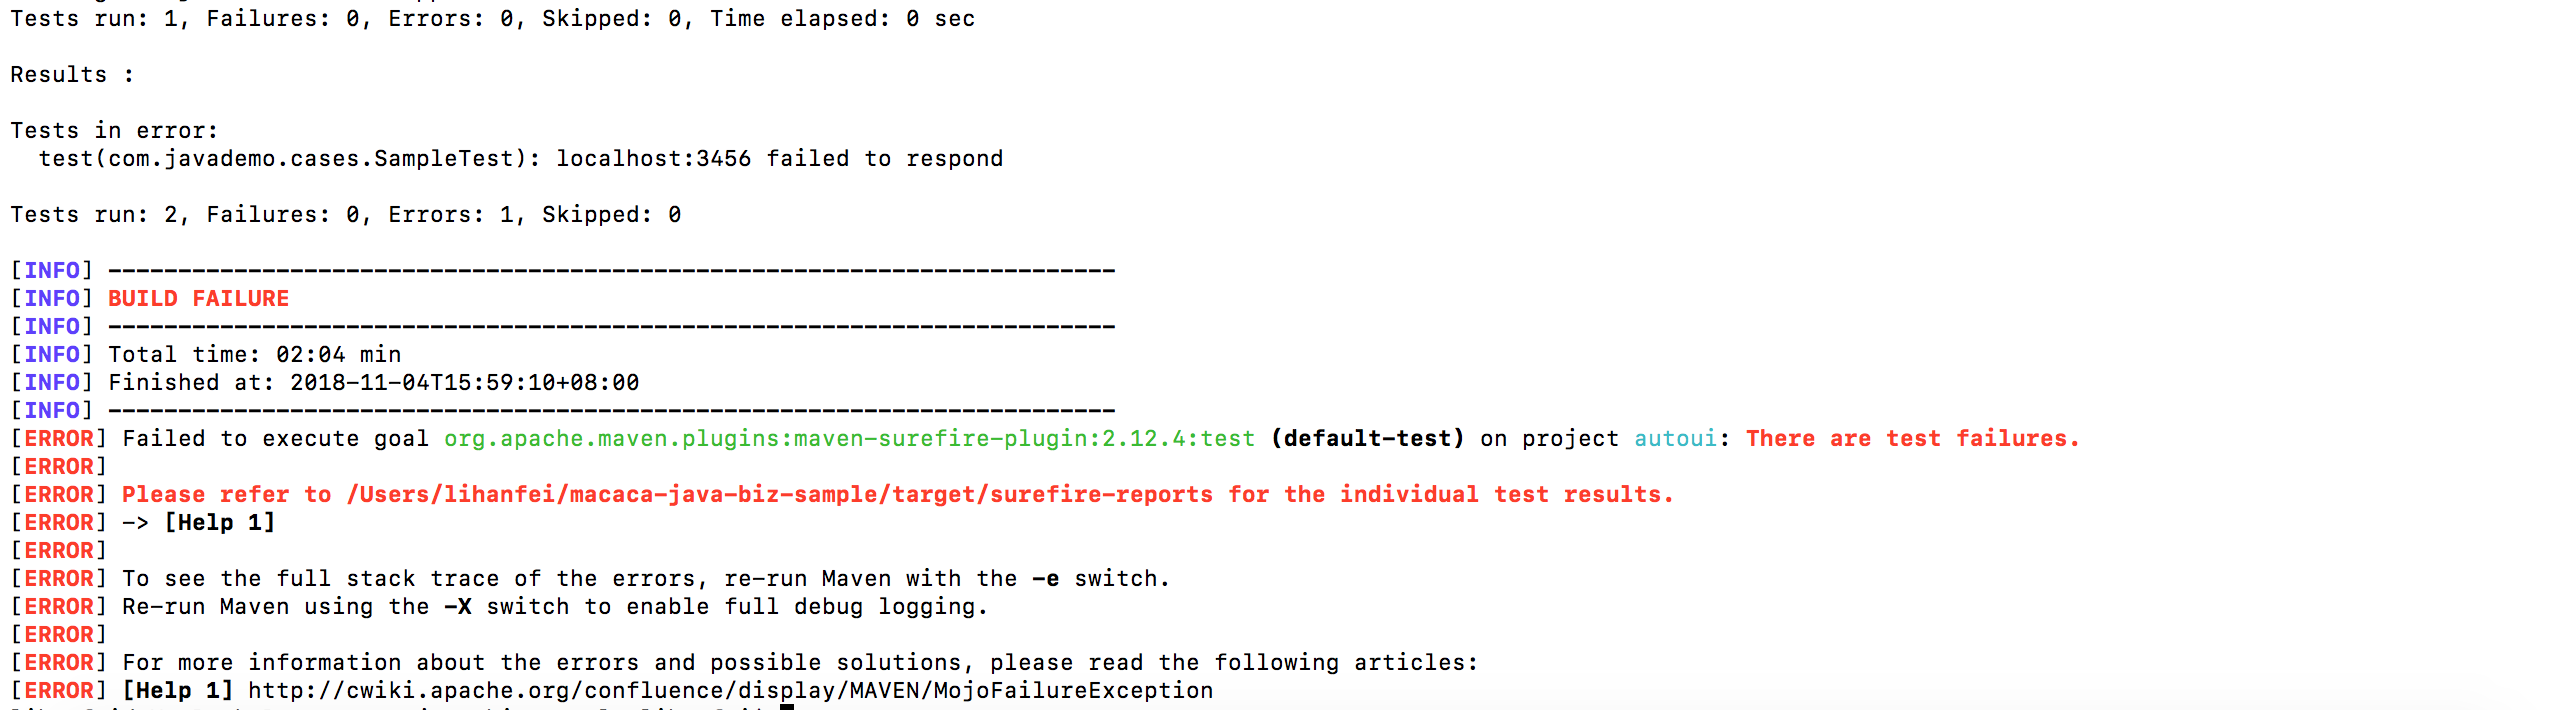 Tests run: 1, Failures: 0, Errors: 0, Skipped: 0, Time elapsed: 0 sec
Results :
Tests in error:
test(com.javademo.cases.SampleTest): localhost:3456 failed to respond
Tests run: 2, Failures: 0, Errors: 1, Skipped: 0
[INFO] ------------------------------------------------------------------------
[INFO] BUILD FAILURE
[INFO] ------------------------------------------------------------------------
[INFO] Total time: 02:04 min
[INFO] Finished at: 2018-11-04T15:59:10+08:00
[INFO] ------------------------------------------------------------------------
[ERROR] Failed to execute goal org.apache.maven.plugins:maven-surefire-plugin:2.12.4:test (default-test) on project autoui: There are test failures.
[ERROR]
[ERROR] Please refer to /Users/lihanfei/macaca-java-biz-sample/target/surefire-reports for the individual test results.
[ERROR] -> [Help 1]
[ERROR]
[ERROR] To see the full stack trace of the errors, re-run Maven with the -e switch.
[ERROR] Re-run Maven using the -X switch to enable full debug logging.
[ERROR]
[ERROR] For more information about the errors and possible solutions, please read the following articles:
[ERROR] [Help 1] http://cwiki.apache.org/confluence/display/MAVEN/MojoFailureException